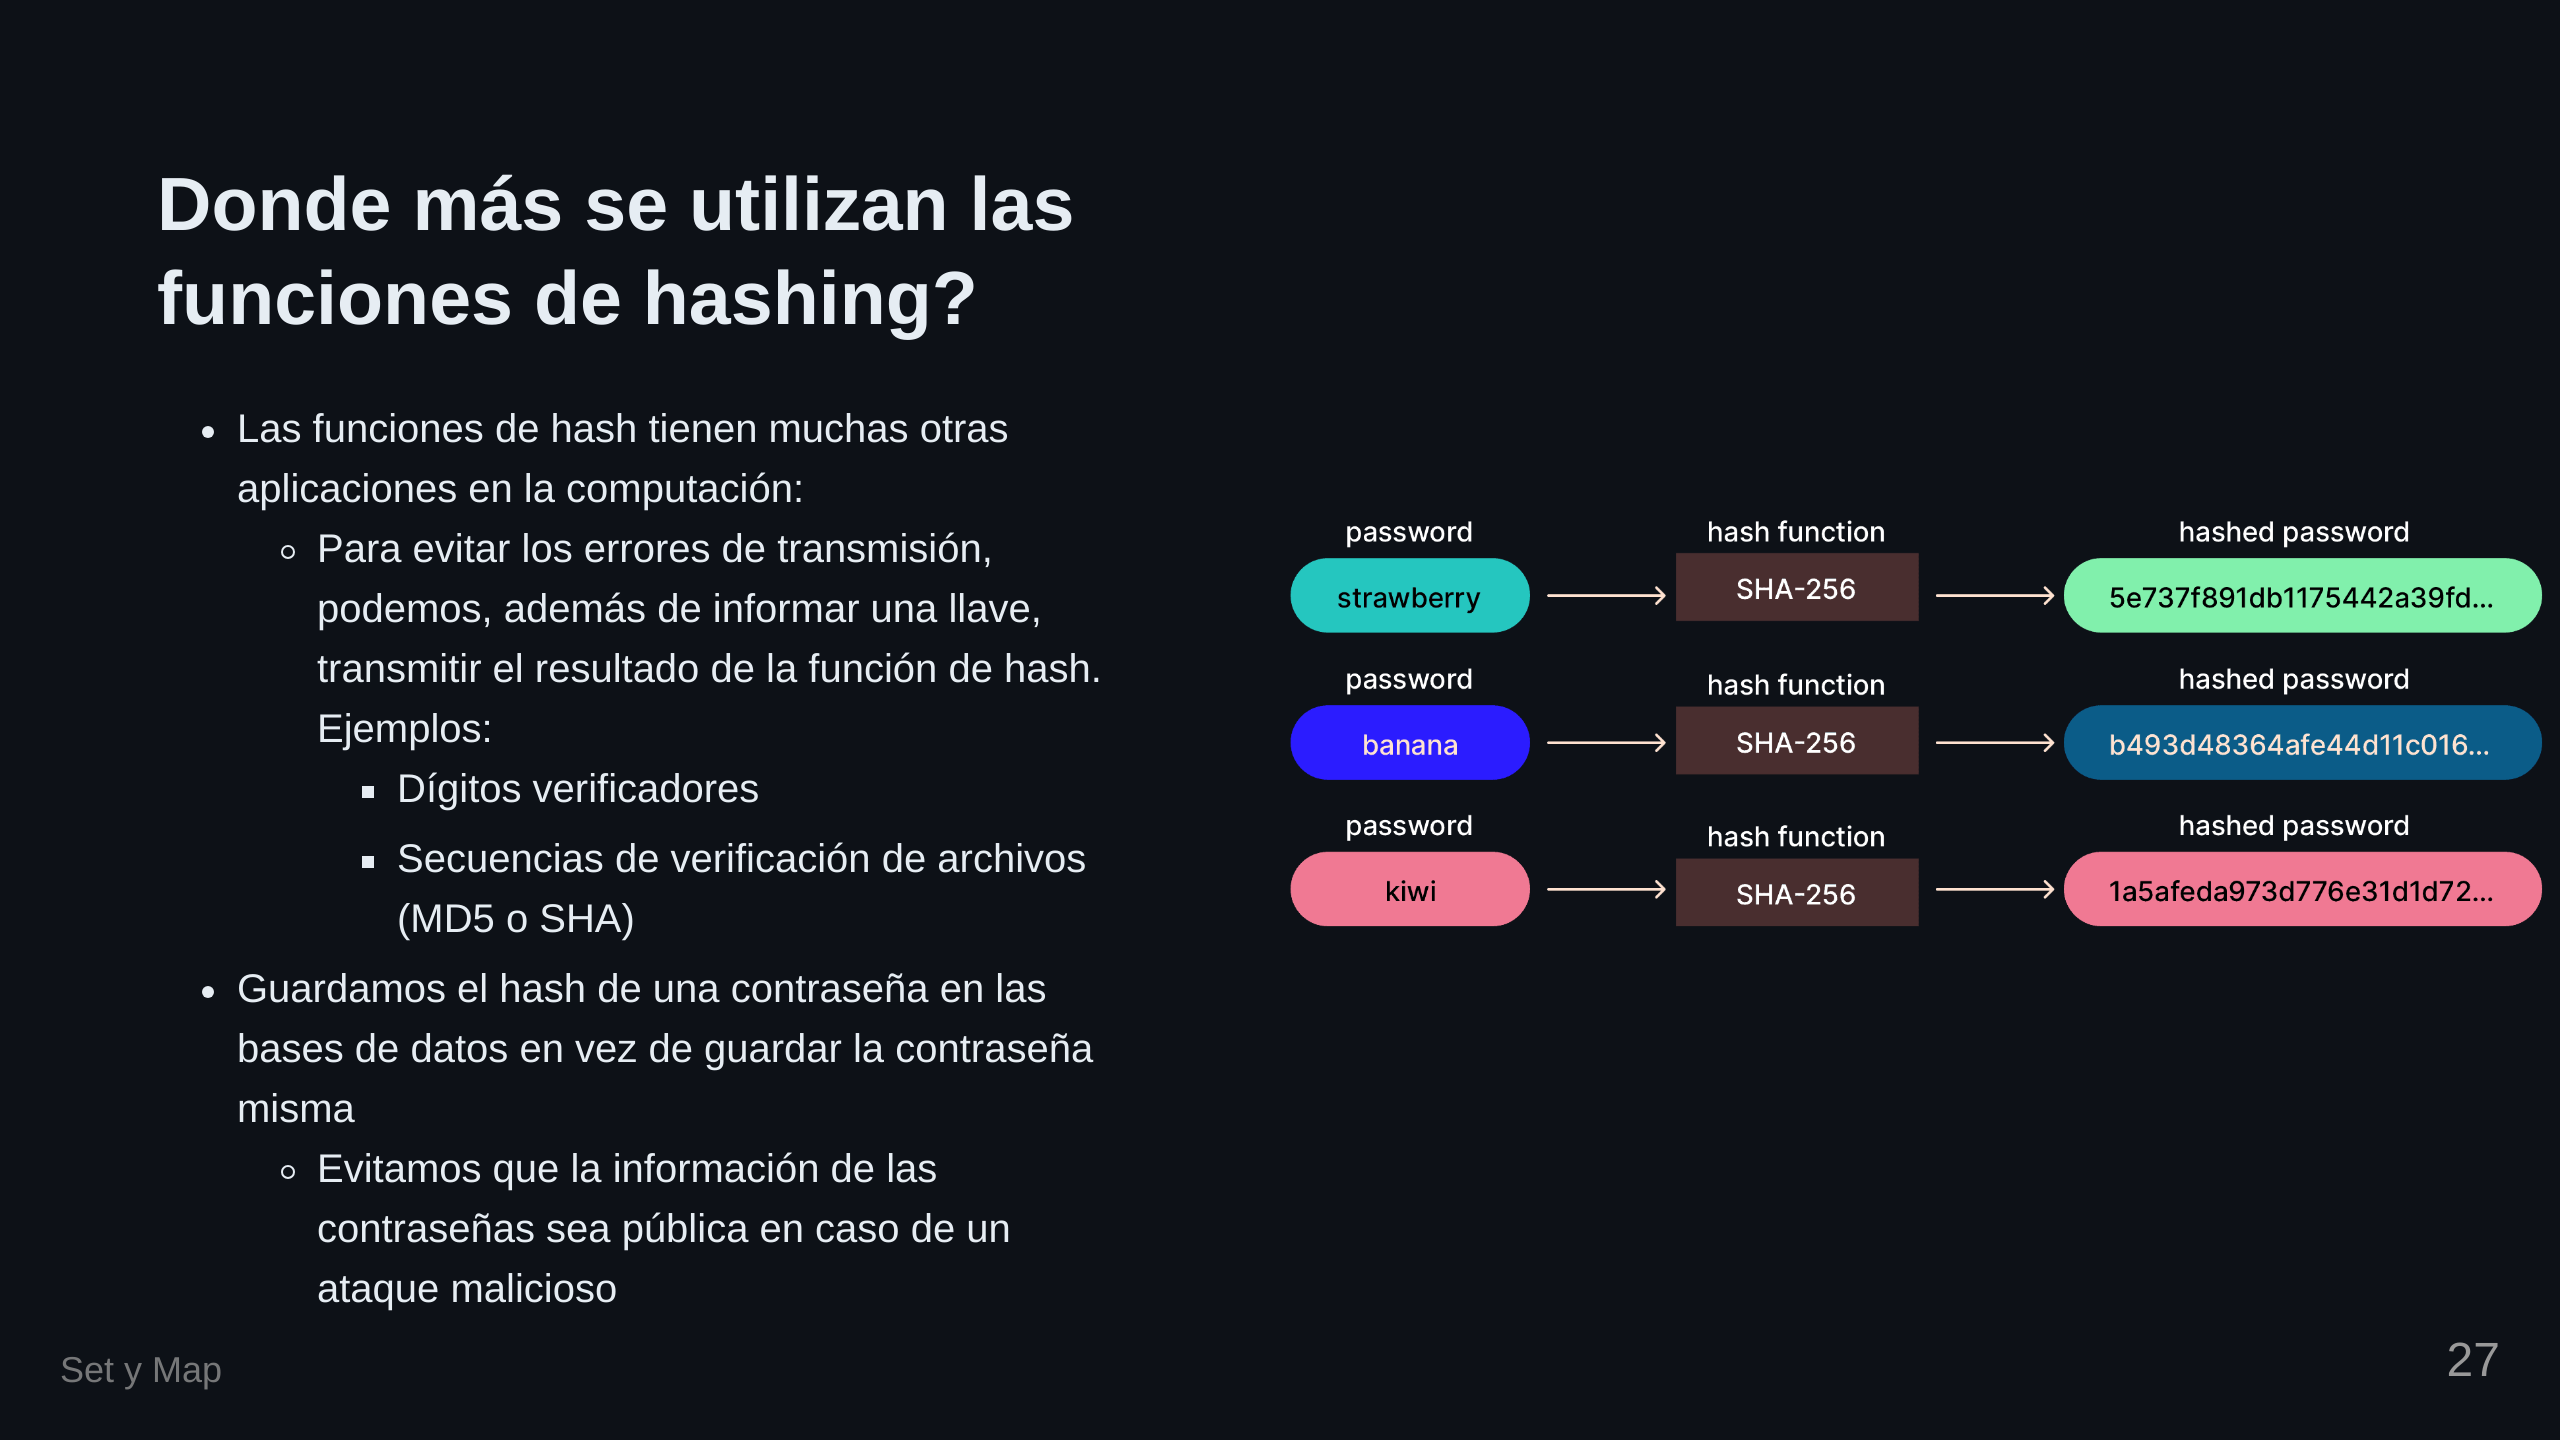 Donde más se utilizan las
funciones de hashing?
Las funciones de hash tienen muchas otras
aplicaciones en la computación:
Para evitar los errores de transmisión,
podemos, además de informar una llave,
transmitir el resultado de la función de hash.
Ejemplos:
Dígitos verificadores
Secuencias de verificación de archivos
(MD5 o SHA)
Guardamos el hash de una contraseña en las
bases de datos en vez de guardar la contraseña
misma
Evitamos que la información de las
contraseñas sea pública en caso de un
ataque malicioso
password hash function hashed password
strawberry SHA-256 5e737f891db1175442a39fd...
password hash function hashed password
banana SHA-256 b493d48364afe44d11c016...
password hash function hashed password
kiwi SHA-256 1a5afeda973d776e31d1d72...
Set y Map
27